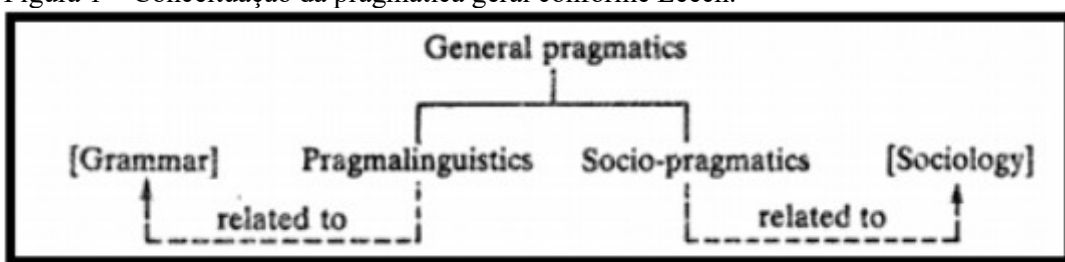 Figura 1 – Conceituação da pragmática geral conforme Leech.
General pragmatics
[Grammar] Pragmalinguistics Socio-pragmatics [Sociology]
related to related to